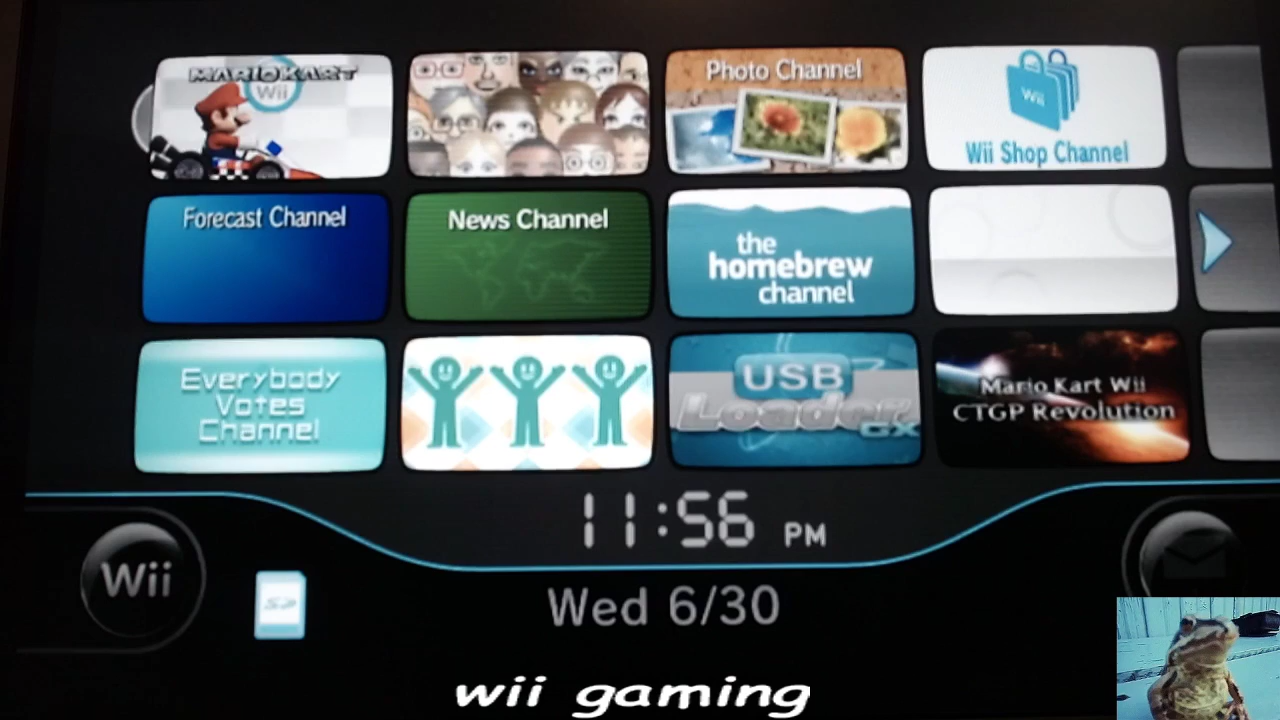 MARIOKART
Wii
Photo Channel
Wii
Wii Shop Channel
Forecast Channel
News Channel
the
homebrew
channel
Everybody
Votes
Channel
USB
Loader GX
Mario Kart Wii
CTGP Revolution
11:56 PM
Wii
SD
Wed 6/30
wii gaming